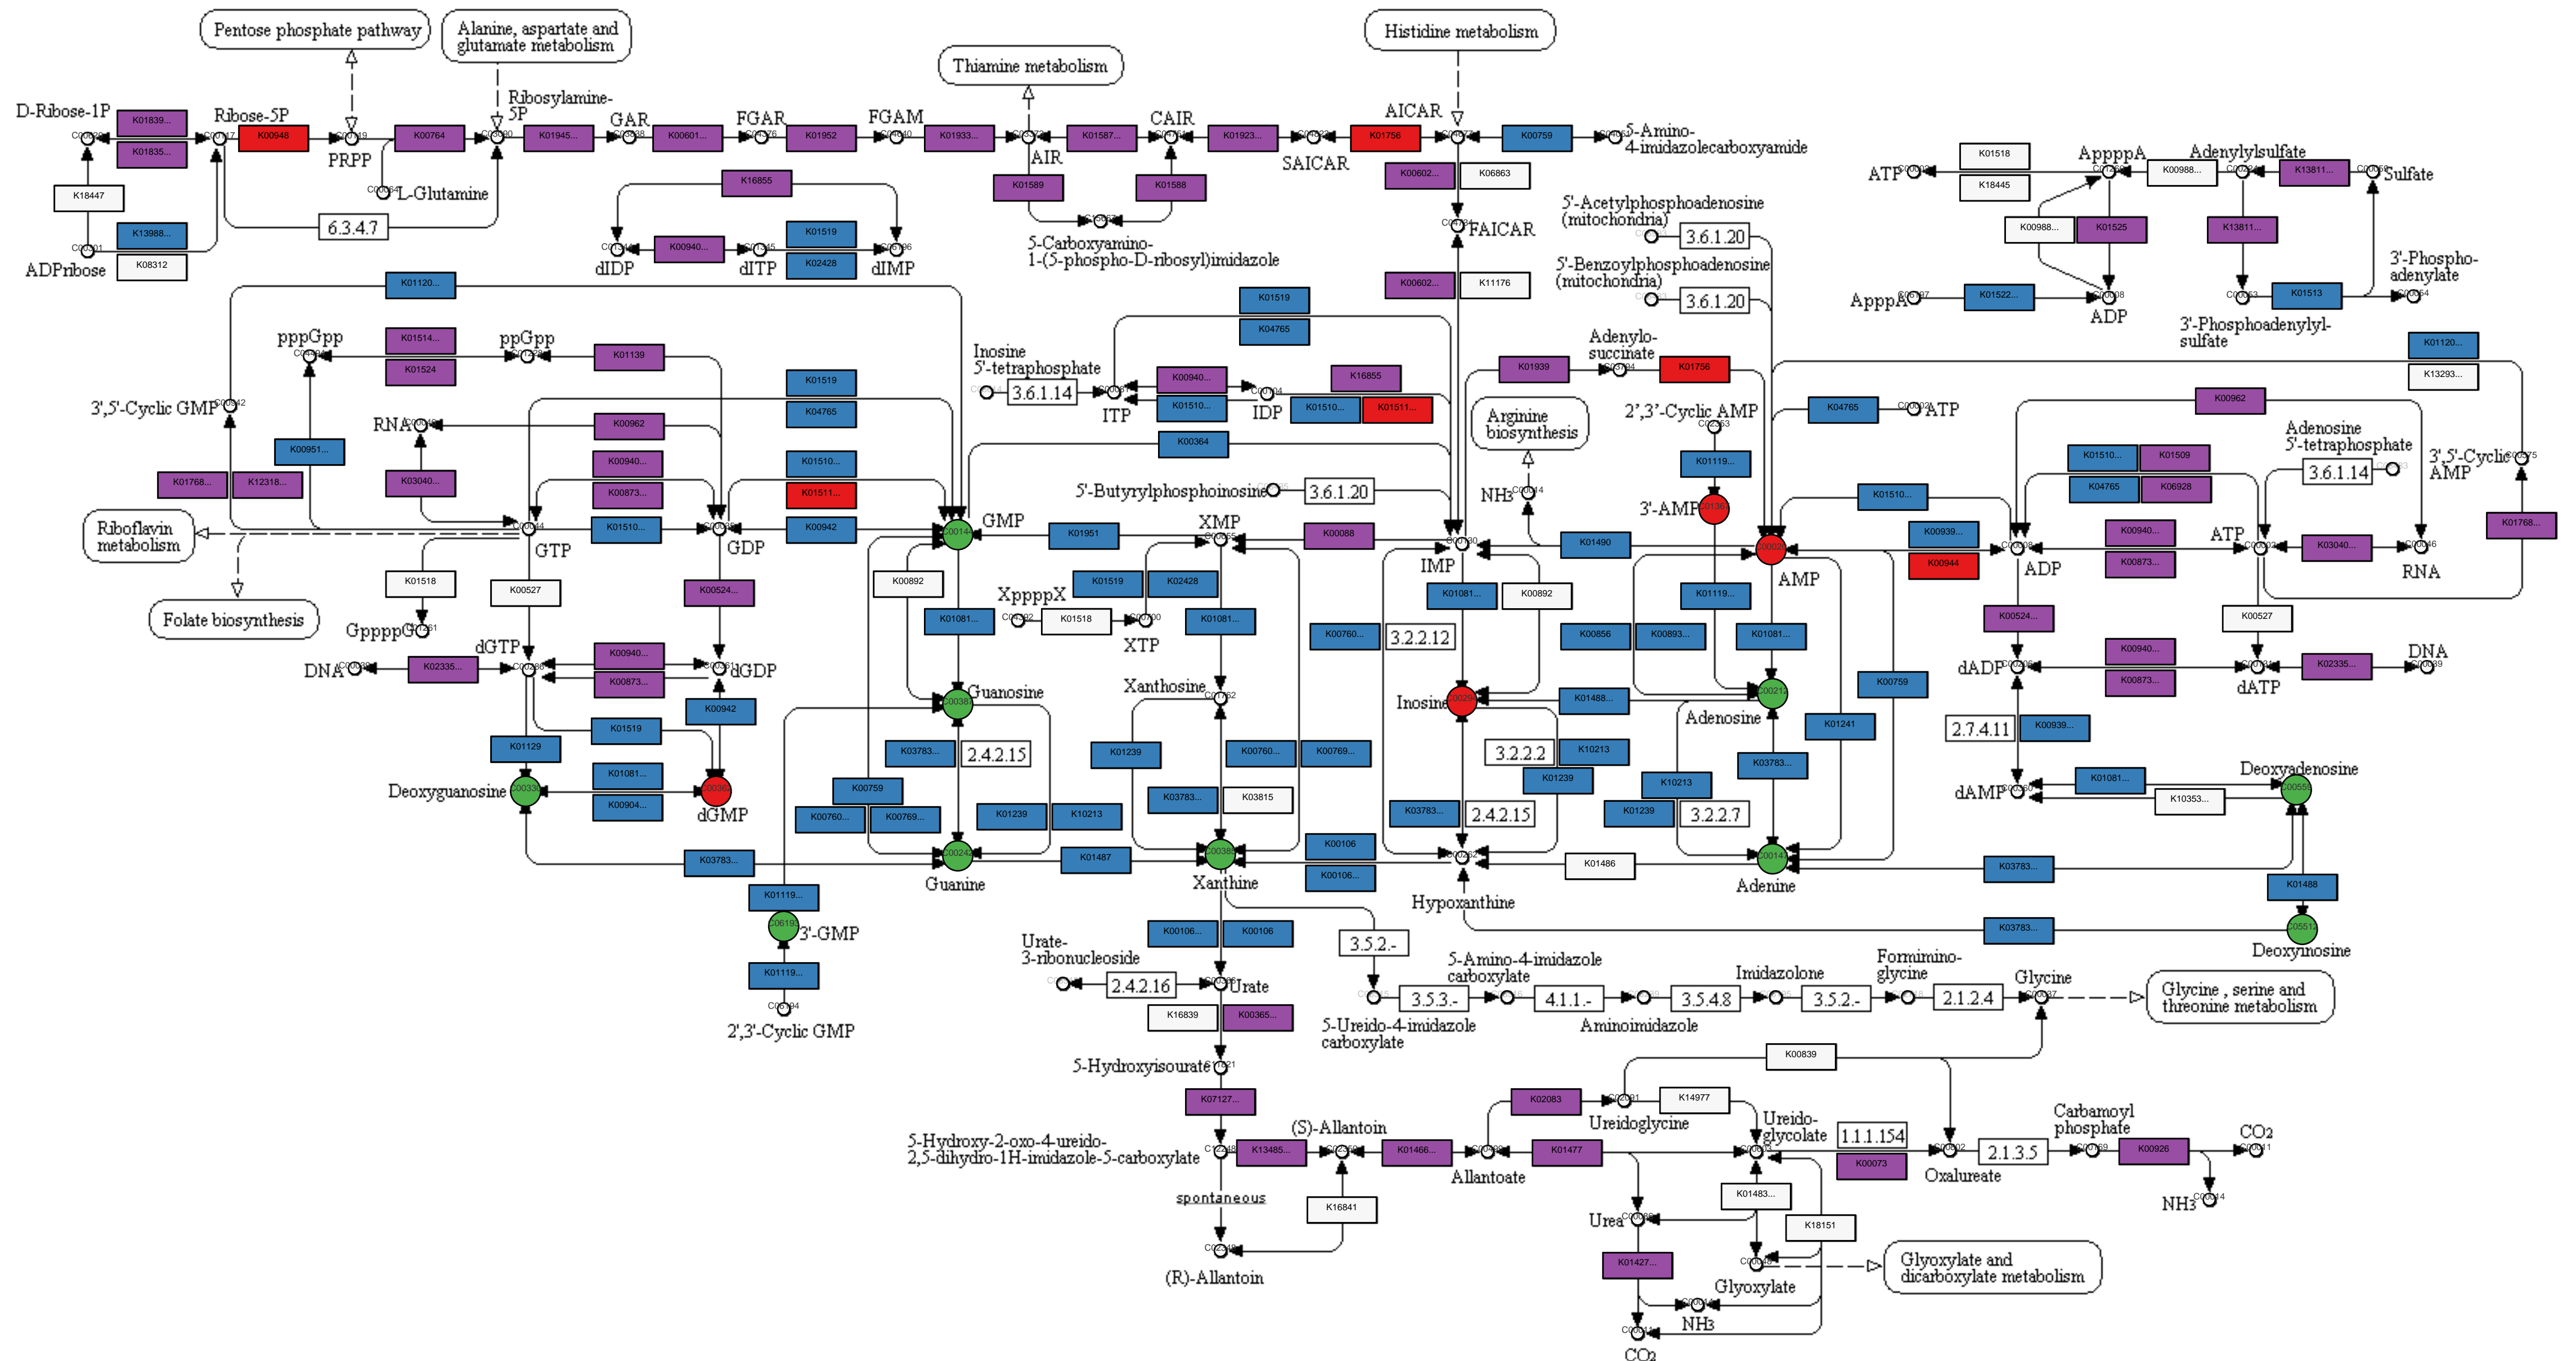 Pentose phosphate pathway
Alanine, aspartate and
glutamate metabolism
Histidine metabolism
Thiamine metabolism
D-Ribose-1P
K01839...
K01835...
Ribose-5P
K00948
PRPP
K00764
L-Glutamine
Ribosylamine-
5P
K01945...
GAR
K00601...
FGAR
K01952
FGAM
K01933...
AIR
K01587...
CAIR
K01923...
SAICAR
K01756
AICAR
K00759
5-Amino-
4-imidazolecarboxyamide
K18447
K13988...
K08312
ADPribose
6.3.4.7
K16855
K00940...
K01519
K02428
dIDP
dITP
dIMP
K01589
K01588
5-Carboxyamino-
1-(5-phospho-D-ribosyl)imidazole
K00602...
K06863
FAICAR
K00602...
K11176
5'-Acetylphosphoadenosine
(mitochondria)
3.6.1.20
5'-Benzoylphosphoadenosine
(mitochondria)
3.6.1.20
ATP
K01518
K18445
AppppA
K00988...
Adenylylsulfate
K13811...
Sulfate
K00988...
K01525
K13811...
ApppA
K01522...
ADP
K01513
3'-Phospho-
adenylate
3'-Phosphoadenylyl-
sulfate
K01120...
pppGpp
K01514...
K01524
ppGpp
K01139
K01519
K04765
K01519
K04765
Inosine
5'-tetraphosphate
3.6.1.14
ITP
K00940...
K01510...
IDP
K16855
K01510...
K01511...
K01939
Adenylo-
succinate
K01756
K01120...
K13293...
3',5'-Cyclic GMP
RNA
K00962
K00951...
K00940...
K00873...
K01510...
K01511...
K00364
Arginine
biosynthesis
2',3'-Cyclic AMP
K04765
ATP
K00962
Adenosine
5'-tetraphosphate
3.6.1.14
3',5'-Cyclic
AMP
K01768...
K12318...
K03040...
5'-Butyrylphosphoinosine
3.6.1.20
NH3
K01119...
3'-AMP
K01510...
K01510...
K01509
K04765
K06928
K01768...
Riboflavin
metabolism
GTP
K01510...
GDP
K00942
GMP
K01951
XMP
K00088
IMP
K01490
AMP
K00939...
K00944
ADP
K00940...
K00873...
ATP
K03040...
RNA
Folate biosynthesis
K01518
GppppG
K00527
K00524...
K00892
K01081...
K01519
K02428
XppppX
K01518
XTP
K01081...
K01081...
K00892
K00760...
3.2.2.12
K00856
K00893...
K01119...
K01081...
K00524...
K00527
DNA
K02335...
dGTP
K00940...
K00873...
dGDP
K00942
K01519
K01129
Deoxyguanosine
K01081...
K00904...
dGMP
Guanosine
K03783...
2.4.2.15
K00759
K00760...
K00769...
K01239
K10213
Xanthosine
K01239
K00760...
K00769...
K03783...
K03815
Inosine
K01488...
3.2.2.2
K10213
K01239
K03783...
2.4.2.15
Adenosine
K00759
K01241
K03783...
K10213
K01239
3.2.2.7
dADP
K00940...
K00873...
dATP
K02335...
DNA
2.7.4.11
K00939...
dAMP
K01081...
K10353...
Deoxyadenosine
K03783...
Guanine
K01487
Xanthine
K00106
K00106...
Hypoxanthine
K01486
Adenine
K03783...
K01488
K03783...
Deoxyinosine
K01119...
3'-GMP
K01119...
2',3'-Cyclic GMP
K00106...
K00106
Urate-
3-ribonucleoside
2.4.2.16
Urate
K16839
K00365...
5-Hydroxyisourate
K07127...
3.5.2.-
5-Ureido-4-imidazole
carboxylate
3.5.3.-
5-Amino-4-imidazole
carboxylate
4.1.1.-
Aminoimidazole
3.5.4.8
Imidazolone
3.5.2.-
Formimino-
glycine
2.1.2.4
Glycine
Glycine , serine and
threonine metabolism
K00839
5-Hydroxy-2-oxo-4-ureido-
2,5-dihydro-1H-imidazole-5-carboxylate
K13485...
(S)-Allantoin
K01466...
Allantoate
K02083
Ureidoglycine
K14977
K01477
Ureido-
glycolate
1.1.1.154
K00073
Oxalureate
2.1.3.5
Carbamoyl
phosphate
K00926
CO2
NH3
spontaneous
K16841
(R)-Allantoin
Urea
K01483...
K18151
K01427...
Glyoxylate
Glyoxylate and
dicarboxylate metabolism
NH3
CO2